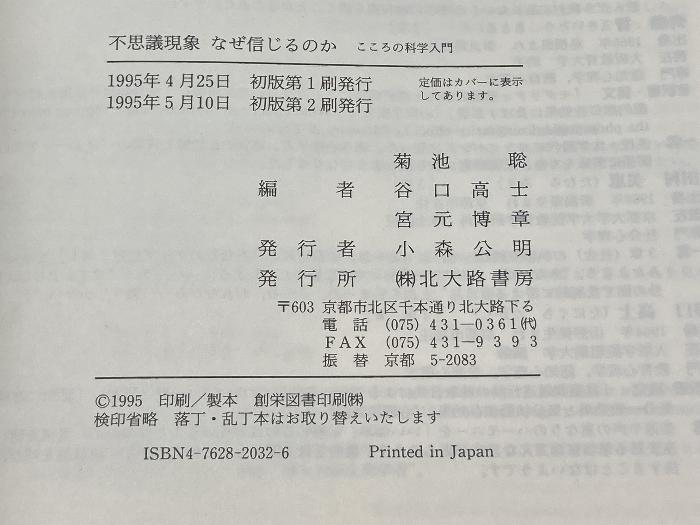 不思議現象 なぜ信じるのか こころの科学入門
1995年4月25日 初版第1刷発行
1995年5月10日 初版第2刷発行
定価はカバーに表示
してあります。
菊池 聡
編者 谷口高士
宮元博章
発行者 小森公明
発行所 ㈱北大路書房
〒603 京都市北区千本通り北大路下る
電話 (075) 431-0361㈹
FAX (075) 431-9393
振替 京都 5-2083
©1995 印刷／製本 創栄図書印刷㈱
検印省略 落丁・乱丁本はお取り替えいたします
ISBN4-7628-2032-6 Printed in Japan